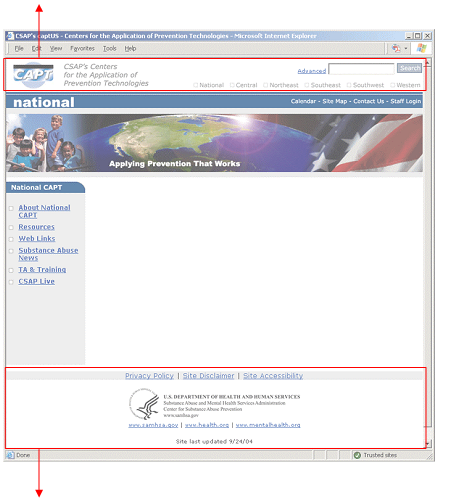 CSAP's captUS - Centers for the Application of Prevention Technologies - Microsoft Internet Explorer
File Edit View Favorites Tools Help
CAPT
CSAP's Centers
for the Application of
Prevention Technologies
Advanced Search
National Central Northeast Southeast Southwest Western
national
Calendar - Site Map - Contact Us - Staff Login
Applying Prevention That Works
National CAPT
About National
CAPT
Resources
Web Links
Substance Abuse
News
TA & Training
CSAP Live
Privacy Policy | Site Disclaimer | Site Accessibility
U.S. DEPARTMENT OF HEALTH AND HUMAN SERVICES
Substance Abuse and Mental Health Services Administration
Center for Substance Abuse Prevention
www.samhsa.gov
www.samhsa.gov | www.health.org | www.mentalhealth.org
Site last updated 9/24/04
Done
Trusted sites